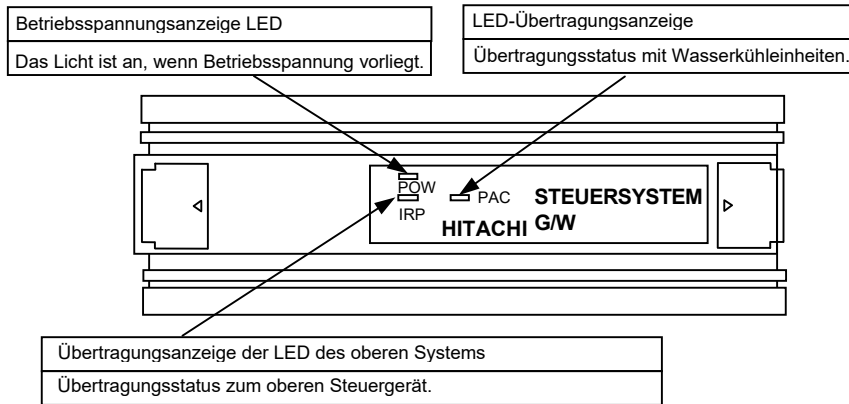 Betriebsspannungsanzeige LED
Das Licht ist an, wenn Betriebsspannung vorliegt.
LED-Übertragungsanzeige
Übertragungsstatus mit Wasserkühleinheiten.
POW
IRP
PAC
STEUERSYSTEM
HITACHI G/W
Übertragungsanzeige der LED des oberen Systems
Übertragungsstatus zum oberen Steuergerät.